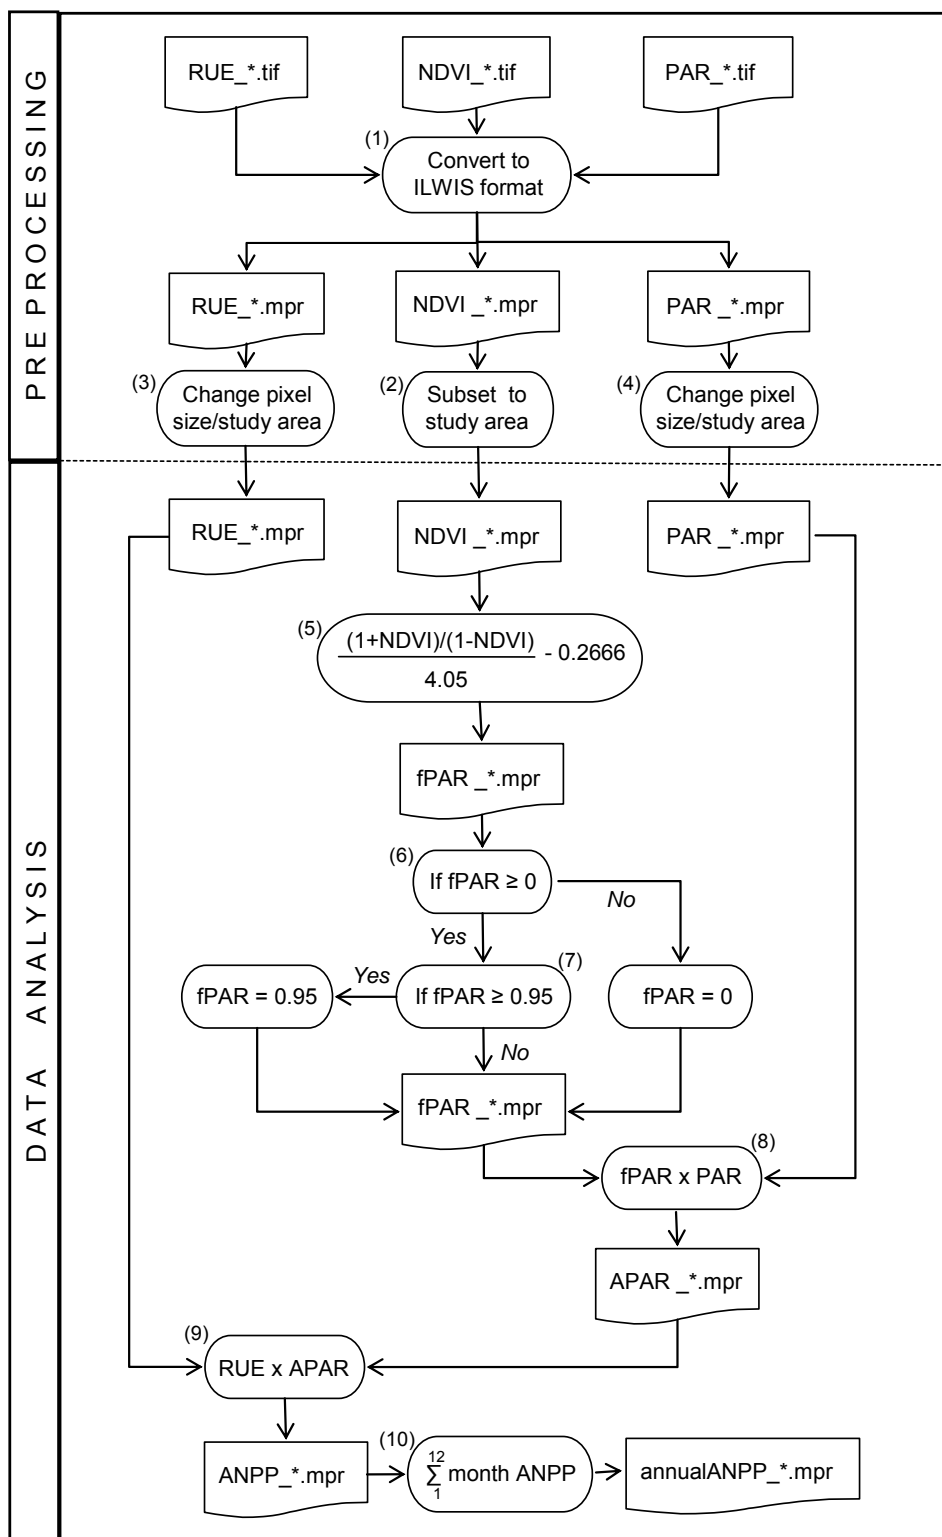 PRE PROCESSING
RUE_*.tif
NDVI_*.tif
PAR_*.tif
(1)
Convert to
ILWIS format
RUE_*.mpr
NDVI _*.mpr
PAR _*.mpr
(3)
Change pixel
size/study area
(2)
Subset to
study area
(4)
Change pixel
size/study area
DATA ANALYSIS
RUE_*.mpr
NDVI _*.mpr
PAR _*.mpr
(5)
(1+NDVI)/(1-NDVI)
- 0.2666
4.05
fPAR _*.mpr
(6)
If fPAR ≥ 0
No
Yes
(7)
Yes
fPAR = 0.95
If fPAR ≥ 0.95
fPAR = 0
No
fPAR _*.mpr
(8)
fPAR x PAR
APAR _*.mpr
(9)
RUE x APAR
ANPP_*.mpr
(10)
12
∑ month ANPP
1
annualANPP_*.mpr